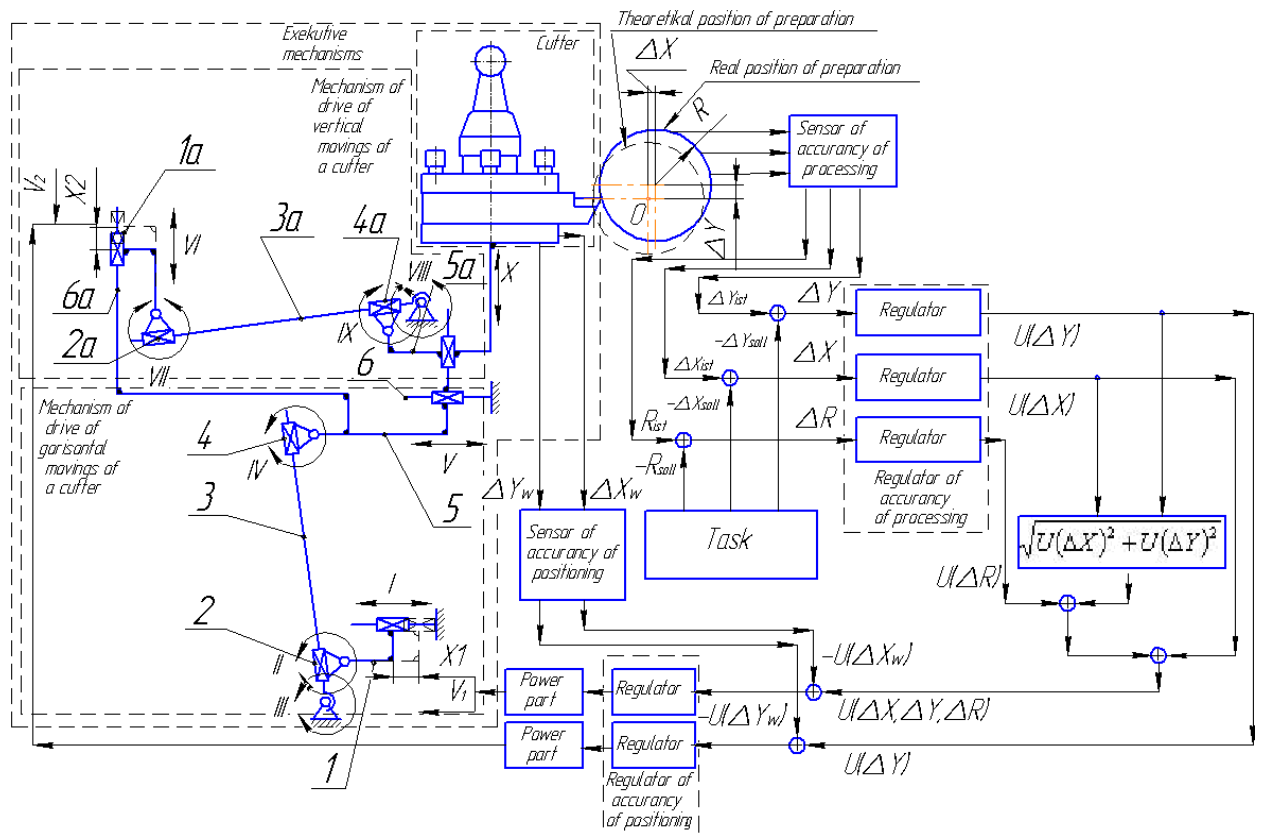 Theoretikal position of preparation
Exekutive
mechanisms
Cutter
ΔX
Real position of preparation
R
Mechanism of
drive of
vertical
movings of
a cutter
Sensor of
accurancy of
processing
1a
V2
X2
VI
3a
4a
VIII
5a
X
O
ΔY
6a
2a
VII
IX
6
ΔYist
ΔY
Regulator
U(ΔY)
-ΔYsoll
ΔXist
ΔX
Regulator
U(ΔX)
-ΔXsoll
Rist
ΔR
Regulator
-Rsoll
Regulator of
accurancy
of processing
Mechanism of
drive of
garisontal
movings of
a cutter
4
IV
V
3
5
ΔYw
ΔXw
Sensor of
accurancy of
positioning
Task
√U(ΔX)² + U(ΔY)²
U(ΔR)
I
2
II
III
X1
V1
1
Power
part
Regulator
-U(ΔXw)
U(ΔX,ΔY,ΔR)
-U(ΔYw)
Power
part
Regulator
U(ΔY)
Regulator of
accurancy
of positioning